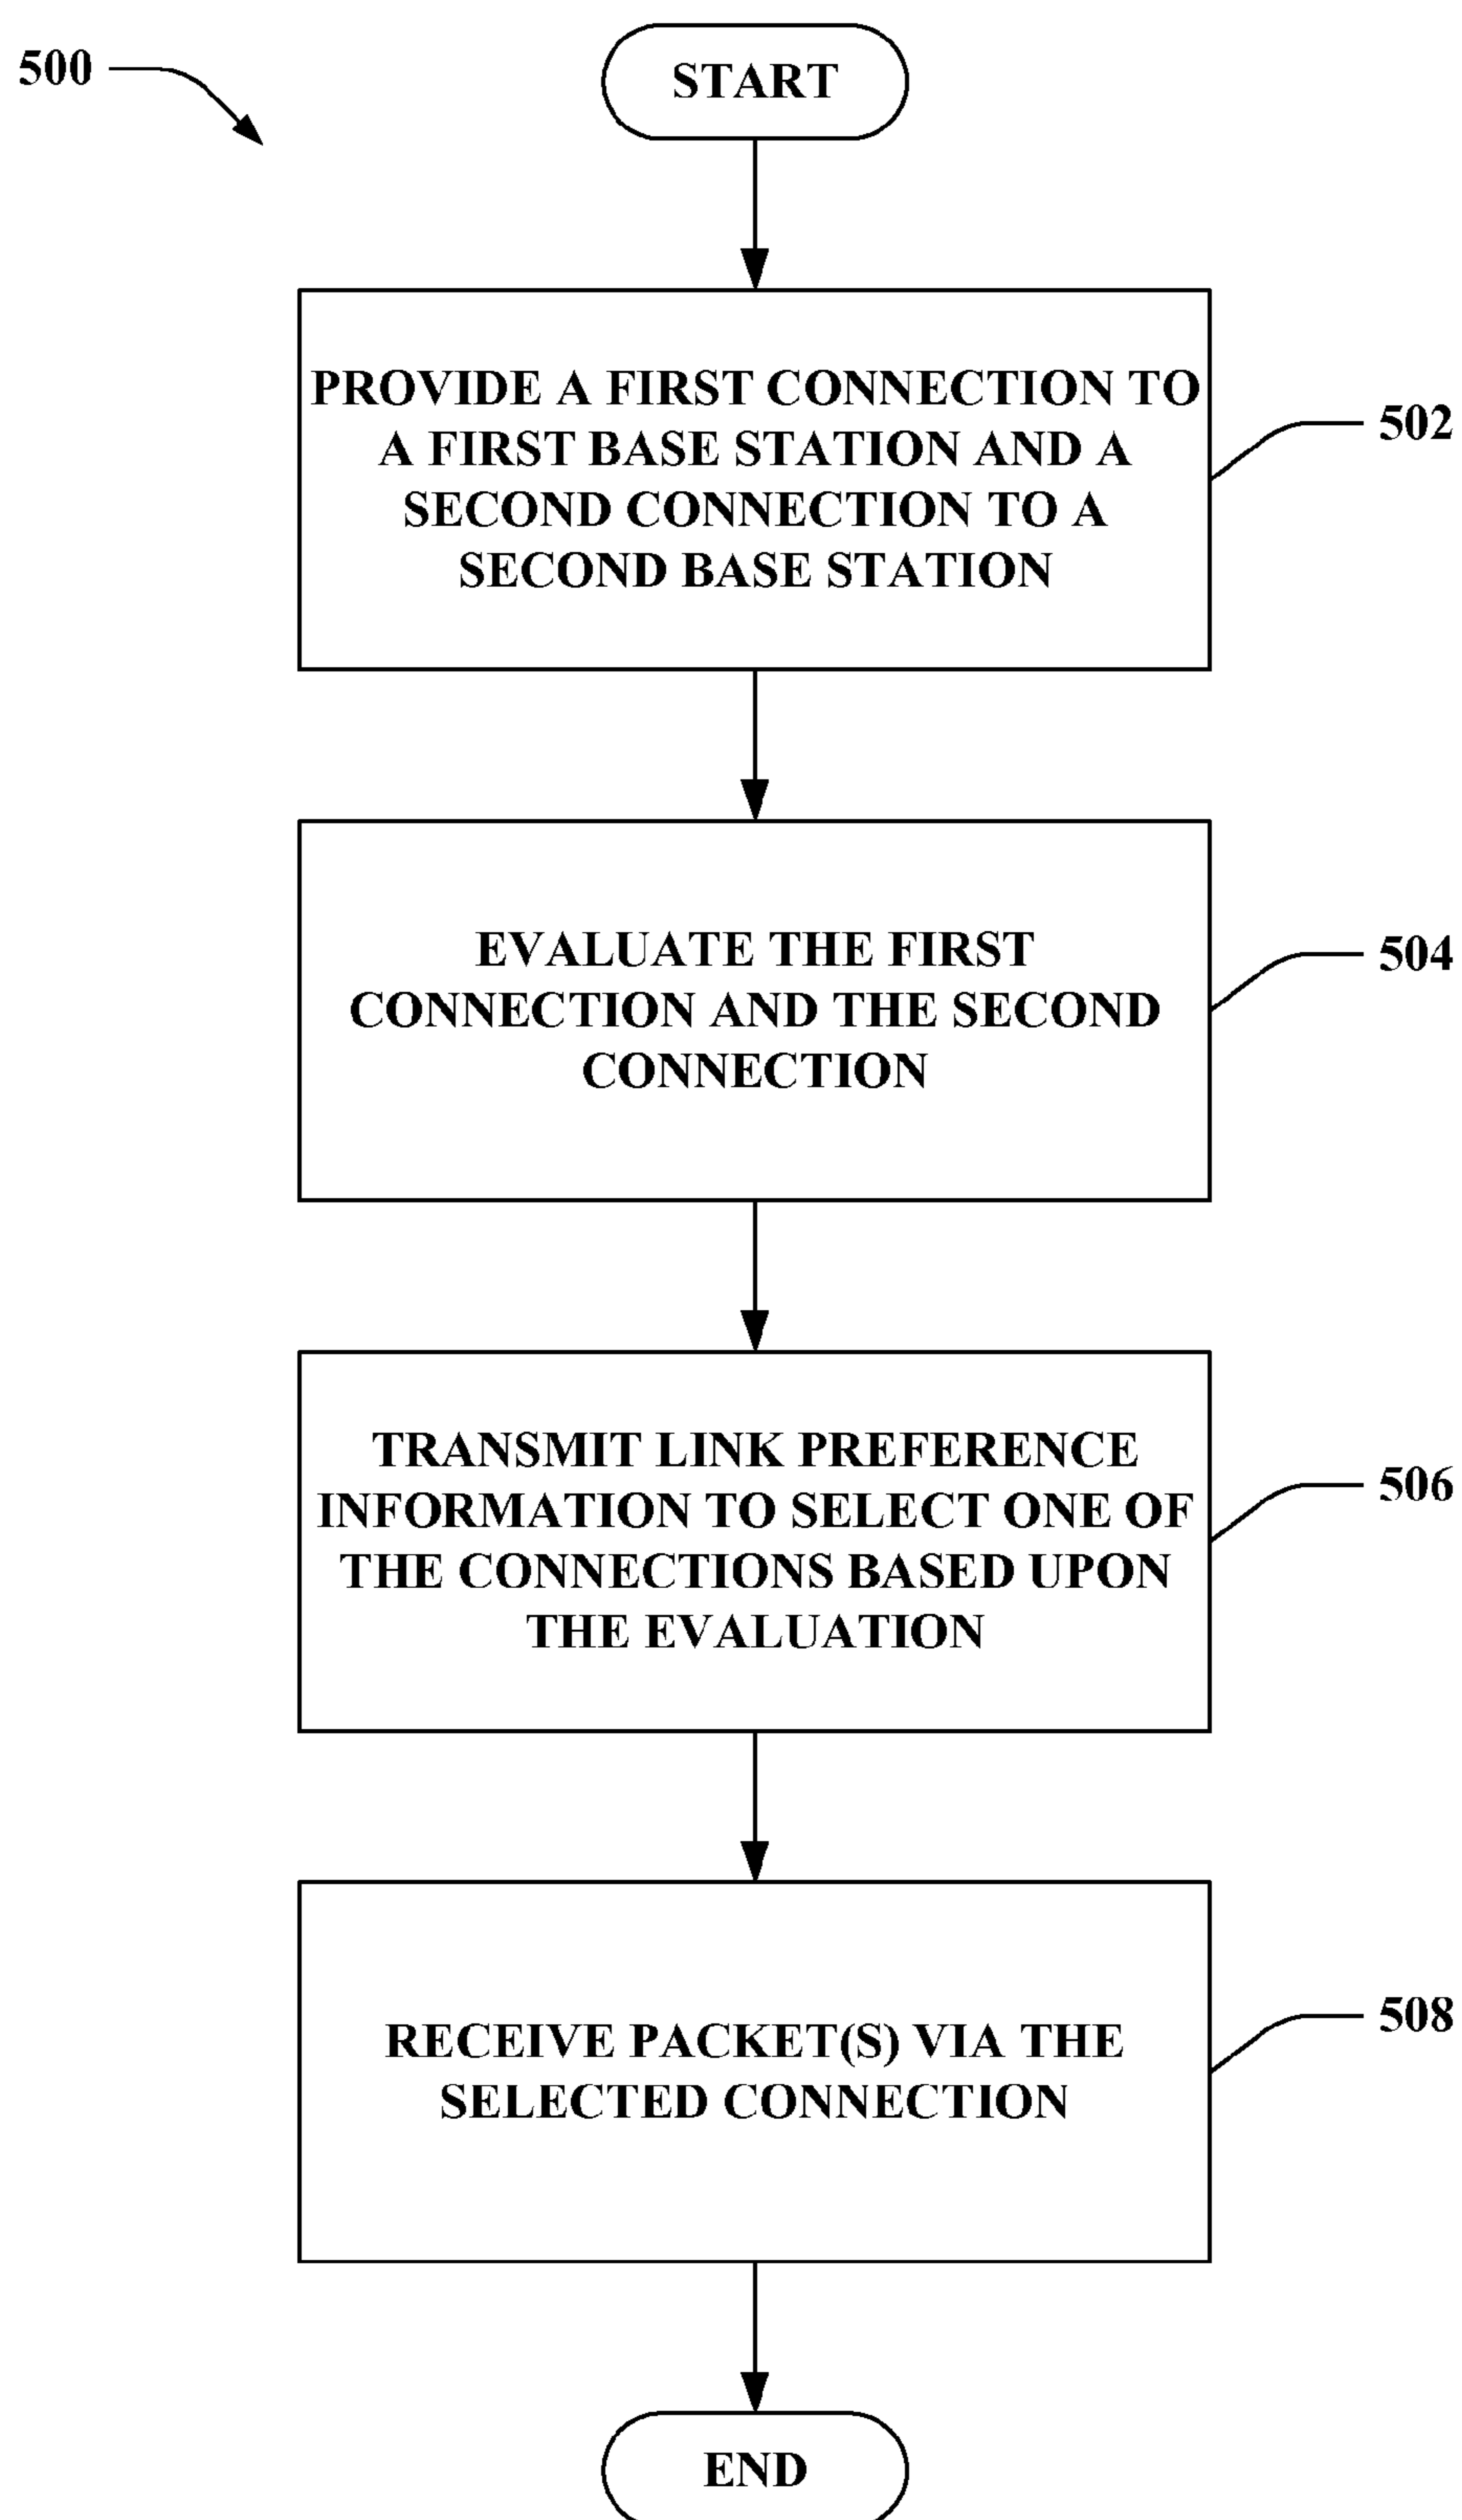 500
START
PROVIDE A FIRST CONNECTION TO
A FIRST BASE STATION AND A
SECOND CONNECTION TO A
SECOND BASE STATION
502
EVALUATE THE FIRST
CONNECTION AND THE SECOND
CONNECTION
504
TRANSMIT LINK PREFERENCE
INFORMATION TO SELECT ONE OF
THE CONNECTIONS BASED UPON
THE EVALUATION
506
RECEIVE PACKET(S) VIA THE
SELECTED CONNECTION
508
END